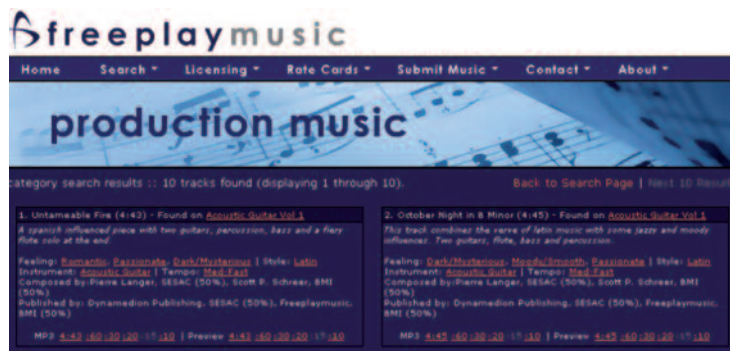 freeplaymusic
Home Search Licensing Rate Cards Submit Music Contact About
production music
category search results :: 10 tracks found (displaying 1 through 10).
Back to Search Page | Next 10 Results
1. Untameable Fire (4:43) - Found on Acoustic Guitar Vol 1
A spanish influenced piece with two guitars, percussion, bass and a fiery
flute solo at the end.
Feeling: Romantic, Passionate, Dark/Mysterious | Style: Latin
Instrument: Acoustic Guitar | Tempo: Med-Fast
Composed by:Pierre Langer, SESAC (50%), Scott P. Schreer, BMI
(50%)
Published by: Dynamedion Publishing, SESAC (50%), Freeplaymusic,
BMI (50%)
MP3 4:43 :60 :30 :20 :15 :10 | Preview 4:43 :60 :30 :20 :15 :10
2. October Night in B Minor (4:45) - Found on Acoustic Guitar Vol 1
This track combines the verve of latin music with some jazzy and moody
influences. Two guitars, flute, bass and percussion.
Feeling: Dark/Mysterious, Moody/Smooth, Passionate | Style: Latin
Instrument: Acoustic Guitar | Tempo: Med-Fast
Composed by:Pierre Langer, SESAC (50%), Scott P. Schreer, BMI
(50%)
Published by: Dynamedion Publishing, SESAC (50%), Freeplaymusic,
BMI (50%)
MP3 4:45 :60 :30 :20 :15 :10 | Preview 4:45 :60 :30 :20 :15 :10